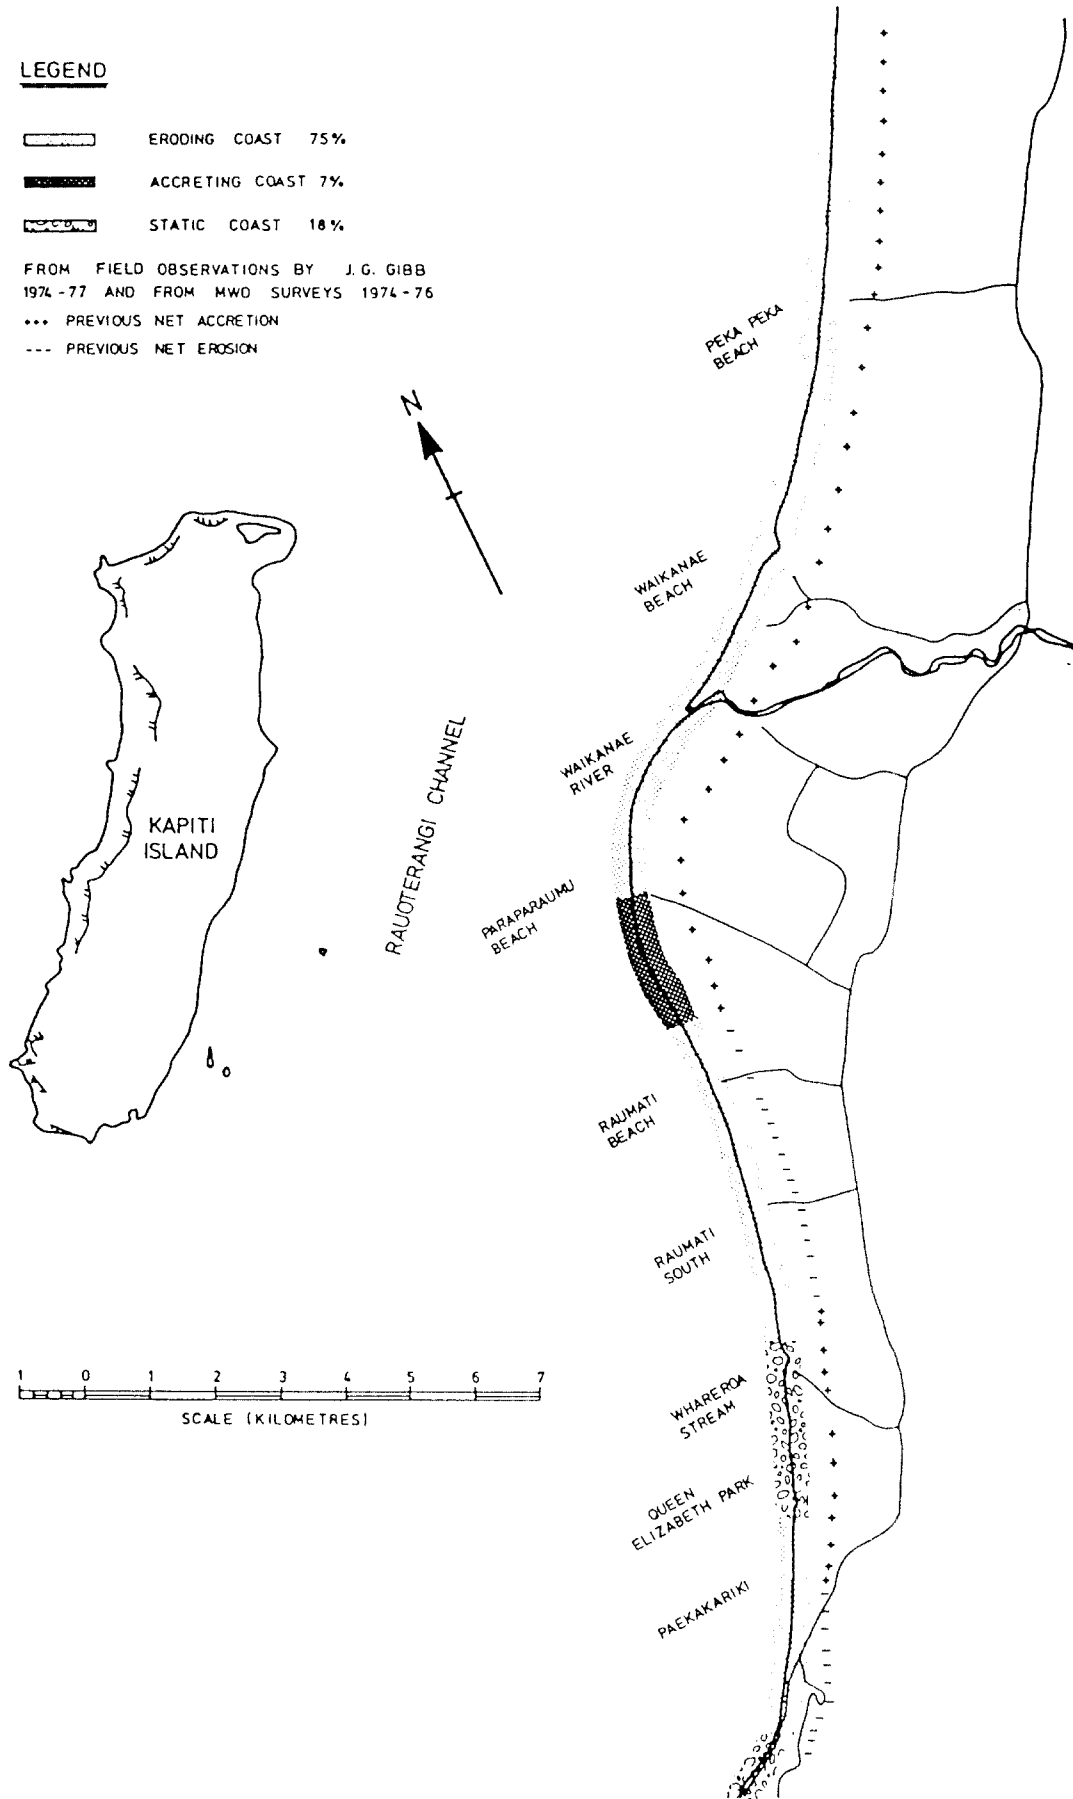 LEGEND
ERODING COAST 75%
ACCRETING COAST 7%
STATIC COAST 18%
FROM FIELD OBSERVATIONS BY J. G. GIBB
1974-77 AND FROM MWD SURVEYS 1974-76
+++ PREVIOUS NET ACCRETION
--- PREVIOUS NET EROSION
N
PEKA PEKA
BEACH
WAIKANAE
BEACH
WAIKANAE
RIVER
KAPITI
ISLAND
RAUOTERANGI CHANNEL
PARAPARAUMU
BEACH
RAUMATI
BEACH
RAUMATI
SOUTH
1 0 1 2 3 4 5 6 7
SCALE (KILOMETRES)
WHAREROA
STREAM
QUEEN
ELIZABETH PARK
PAEKAKARIKI